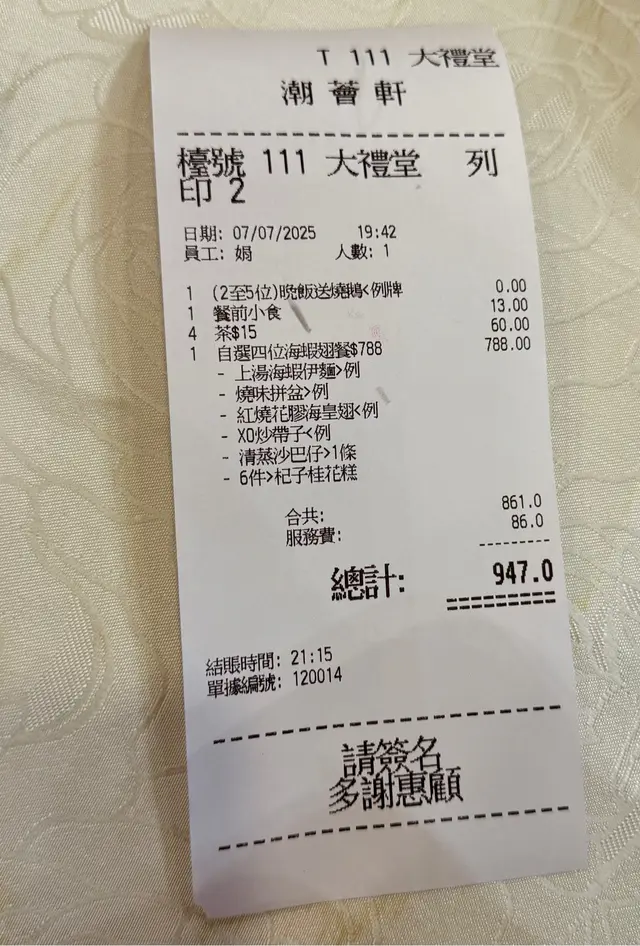 T 111 大禮堂
潮薈軒
檯號 111 大禮堂 列
印 2
日期: 07/07/2025 19:42
員工: 娟 人數: 1
1 (2至5位)晚飯送燒鵝<例牌 0.00
1 餐前小食 13.00
4 茶$15 60.00
1 自選四位海蝦翅餐$788 788.00
- 上湯海蝦伊麵>例
- 燒味拼盆>例
- 紅燒花膠海皇翅<例
- XO炒帶子<例
- 清蒸沙巴仔>1條
- 6件>杞子桂花糕
合共: 861.0
服務費: 86.0
總計: 947.0
結賬時間: 21:15
單據編號: 120014
請簽名
多謝惠顧